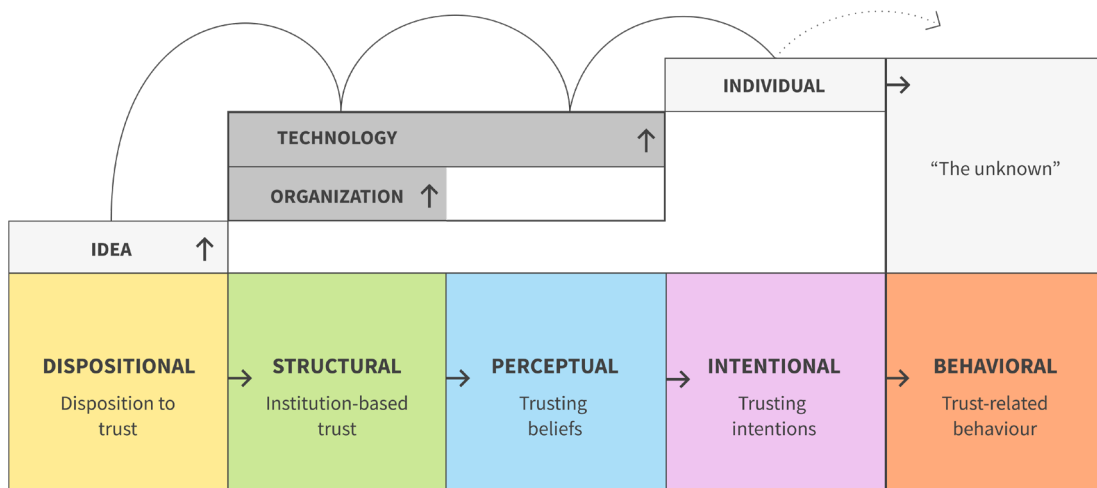 INDIVIDUAL
TECHNOLOGY
“The unknown”
ORGANIZATION
IDEA
DISPOSITIONAL
Disposition to
trust
STRUCTURAL
Institution-based
trust
PERCEPTUAL
Trusting
beliefs
INTENTIONAL
Trusting
intentions
BEHAVIORAL
Trust-related
behaviour